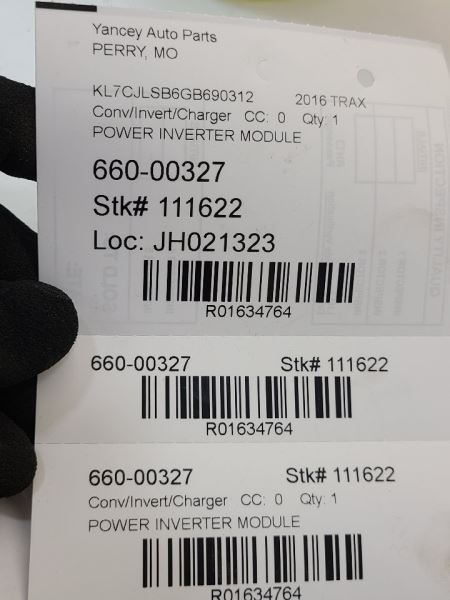 Yancey Auto Parts
PERRY, MO
KL7CJLSB6GB690312 2016 TRAX
Conv/Invert/Charger CC: 0 Qty: 1
POWER INVERTER MODULE
660-00327
Stk# 111622
Loc: JH021323
R01634764
660-00327 Stk# 111622
R01634764
660-00327 Stk# 111622
Conv/Invert/Charger CC: 0 Qty: 1
POWER INVERTER MODULE
R01634764